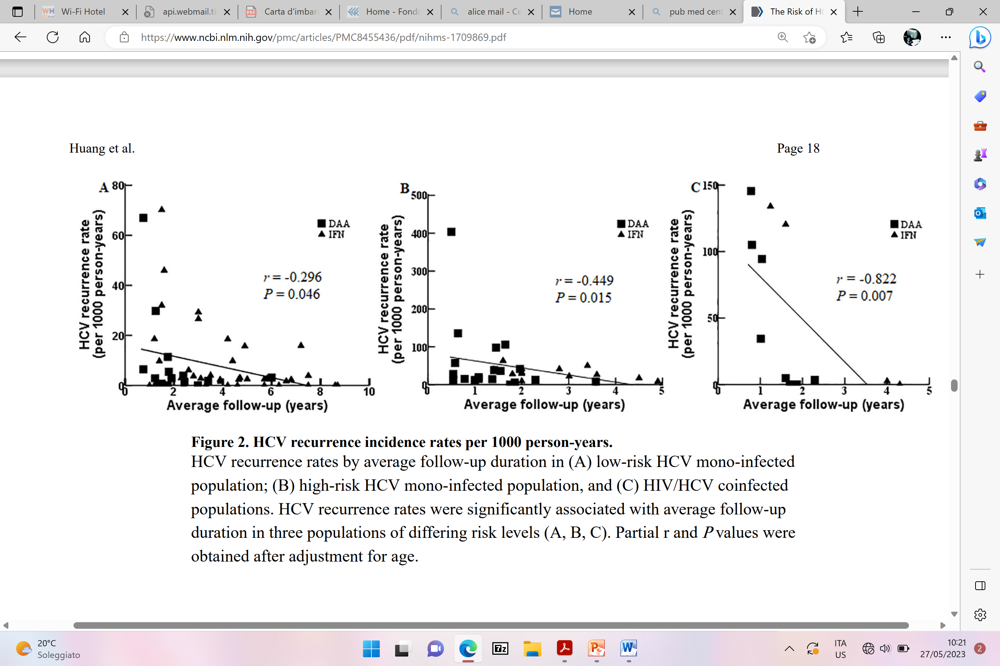 Wi-Fi Hotel
api.webmail.ti
Carta d'imbar
Home - Fonda
alice mail - Ce
Home
pub med cent
The Risk of HC
https://www.ncbi.nlm.nih.gov/pmc/articles/PMC8455436/pdf/nihms-1709869.pdf
Huang et al.
Page 18
A
HCV recurrence rate
(per 1000 person-years)
80
60
40
20
0
0 2 4 6 8 10
Average follow-up (years)
DAA
IFN
r = -0.296
P = 0.046
B
HCV recurrence rate
(per 1000 person-years)
500
400
300
200
100
0
0 1 2 3 4 5
Average follow-up (years)
DAA
IFN
r = -0.449
P = 0.015
C
HCV recurrence rate
(per 1000 person-years)
150
100
50
0
0 1 2 3 4 5
Average follow-up (years)
DAA
IFN
r = -0.822
P = 0.007
Figure 2. HCV recurrence incidence rates per 1000 person-years.
HCV recurrence rates by average follow-up duration in (A) low-risk HCV mono-infected
population; (B) high-risk HCV mono-infected population, and (C) HIV/HCV coinfected
populations. HCV recurrence rates were significantly associated with average follow-up
duration in three populations of differing risk levels (A, B, C). Partial r and P values were
obtained after adjustment for age.
20°C
Soleggiato
ITA
US
10:21
27/05/2023
2